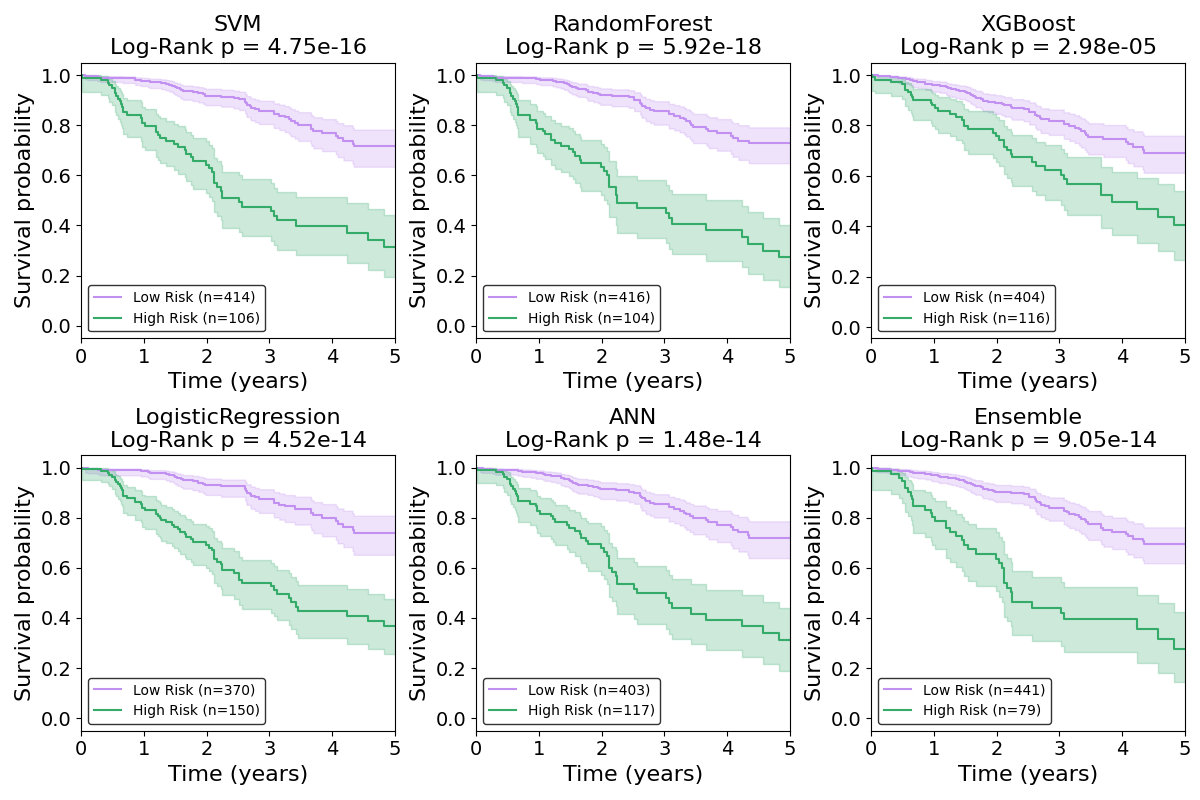 SVM
Log-Rank p = 4.75e-16
Survival probability
1.0
0.8
0.6
0.4
0.2
0.0
Low Risk (n=414)
High Risk (n=106)
0 1 2 3 4 5
Time (years)
RandomForest
Log-Rank p = 5.92e-18
Survival probability
1.0
0.8
0.6
0.4
0.2
0.0
Low Risk (n=416)
High Risk (n=104)
0 1 2 3 4 5
Time (years)
XGBoost
Log-Rank p = 2.98e-05
Survival probability
1.0
0.8
0.6
0.4
0.2
0.0
Low Risk (n=404)
High Risk (n=116)
0 1 2 3 4 5
Time (years)
LogisticRegression
Log-Rank p = 4.52e-14
Survival probability
1.0
0.8
0.6
0.4
0.2
0.0
Low Risk (n=370)
High Risk (n=150)
0 1 2 3 4 5
Time (years)
ANN
Log-Rank p = 1.48e-14
Survival probability
1.0
0.8
0.6
0.4
0.2
0.0
Low Risk (n=403)
High Risk (n=117)
0 1 2 3 4 5
Time (years)
Ensemble
Log-Rank p = 9.05e-14
Survival probability
1.0
0.8
0.6
0.4
0.2
0.0
Low Risk (n=441)
High Risk (n=79)
0 1 2 3 4 5
Time (years)